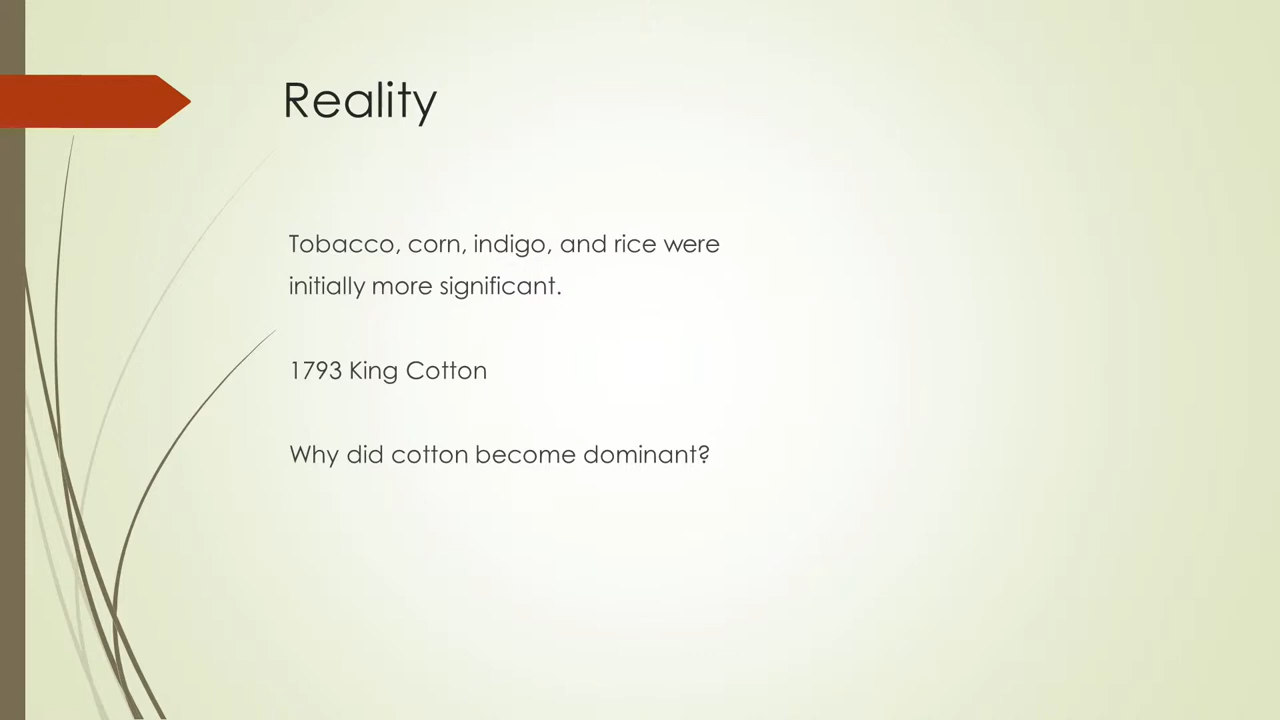 Reality
Tobacco, corn, indigo, and rice were
initially more significant.
1793 King Cotton
Why did cotton become dominant?